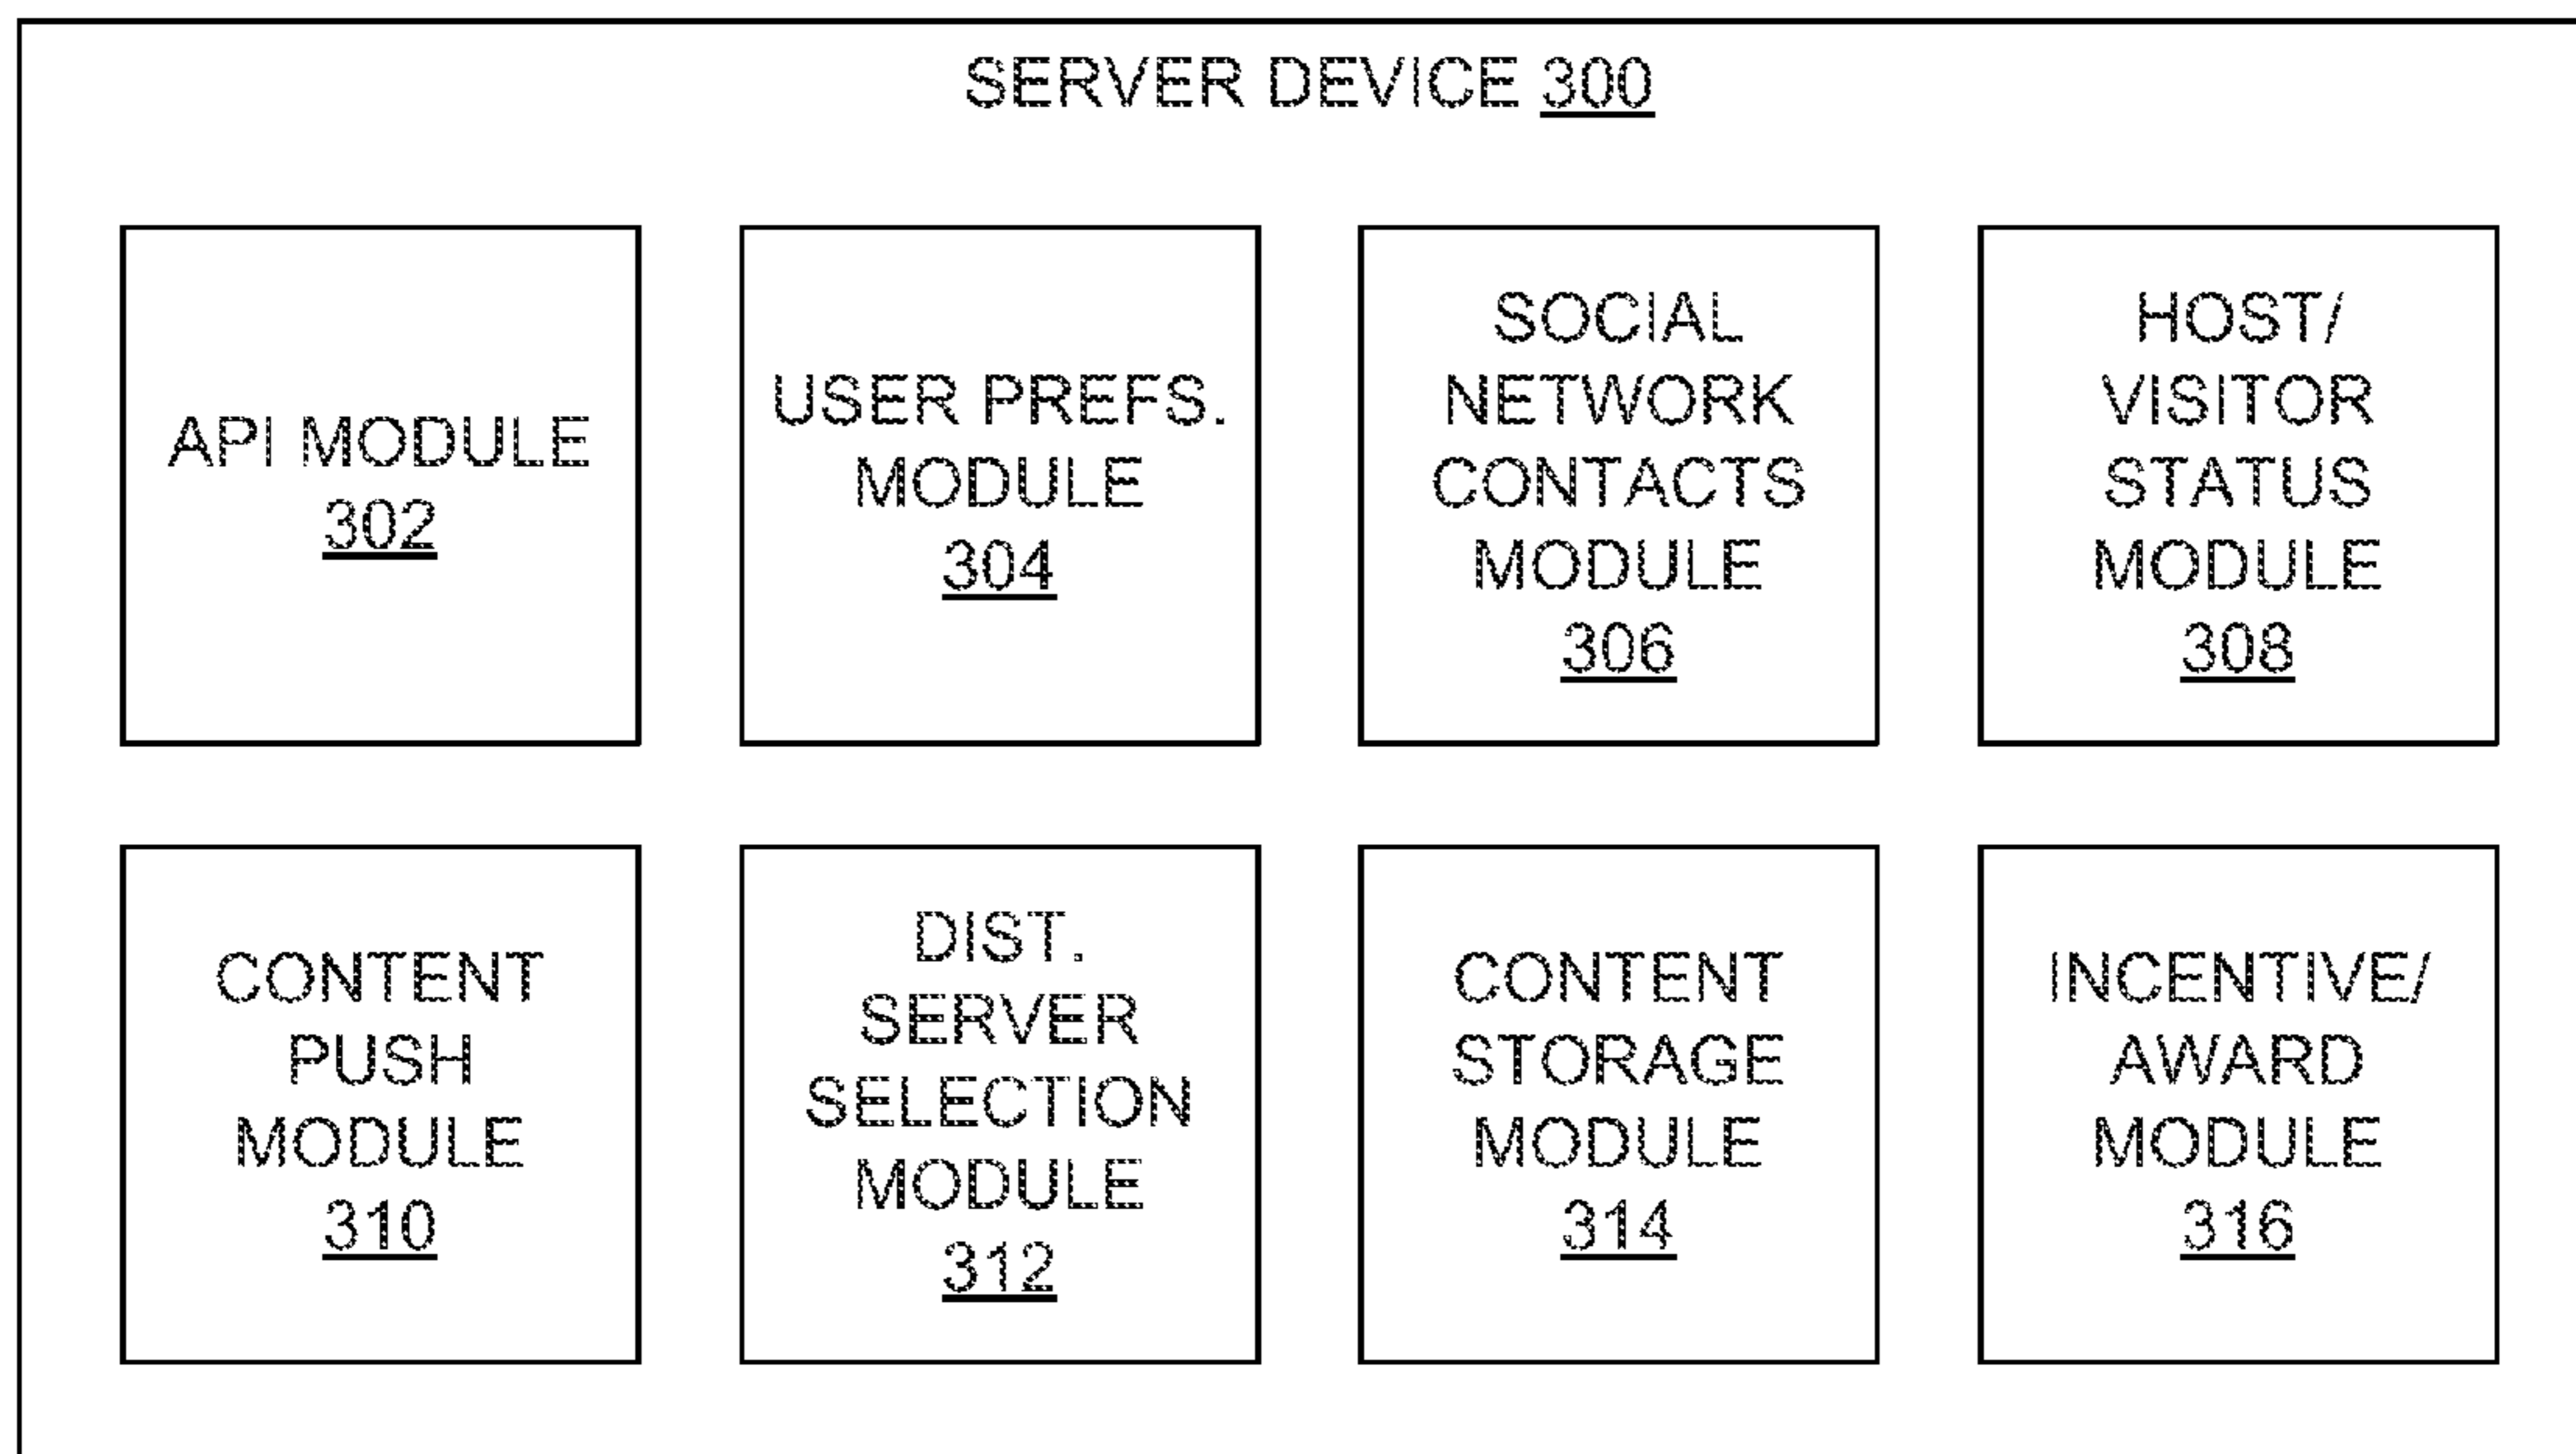 SERVER DEVICE 300
API MODULE
302
USER PREFS.
MODULE
304
SOCIAL
NETWORK
CONTACTS
MODULE
306
HOST/
VISITOR
STATUS
MODULE
308
CONTENT
PUSH
MODULE
310
DIST.
SERVER
SELECTION
MODULE
312
CONTENT
STORAGE
MODULE
314
INCENTIVE/
AWARD
MODULE
316